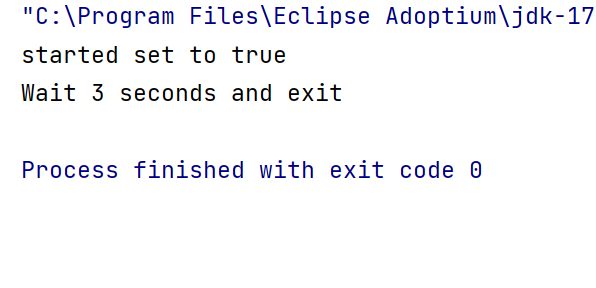 "C:\Program Files\Eclipse Adoptium\jdk-17
started set to true
Wait 3 seconds and exit
Process finished with exit code 0